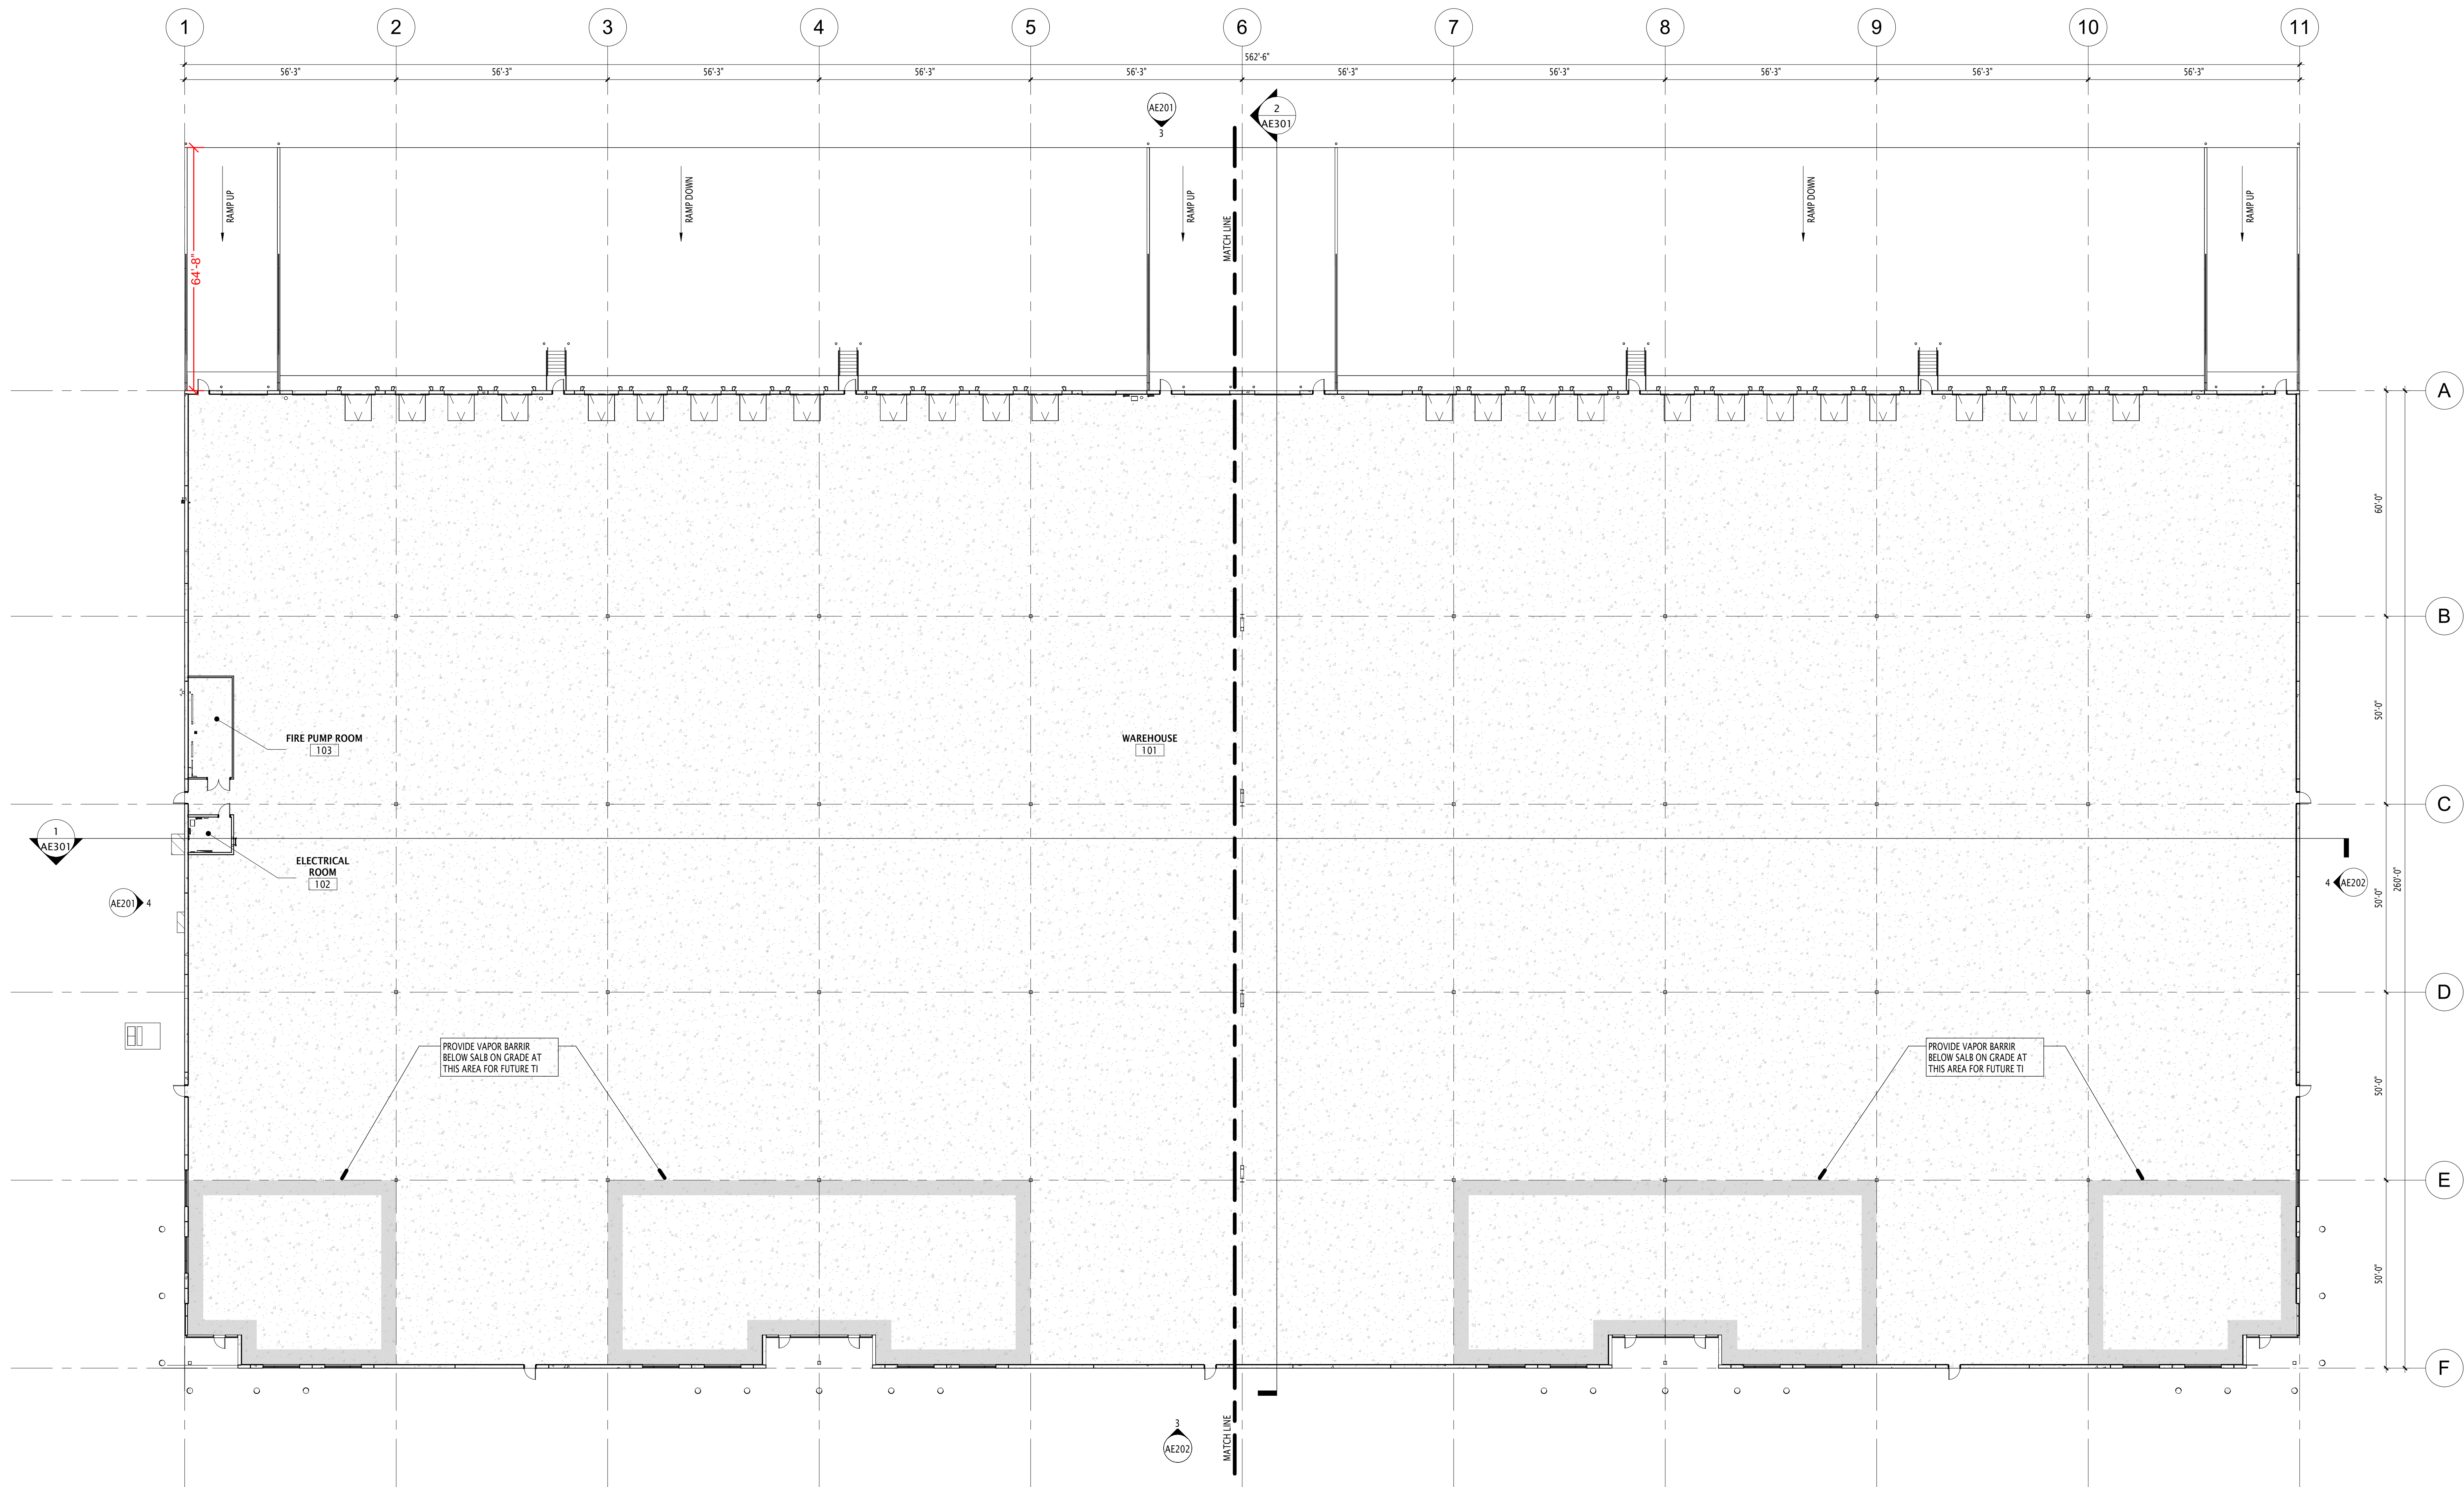 1 2 3 4 5 6 7 8 9 10 11
562'-6"
56'-3" 56'-3" 56'-3" 56'-3" 56'-3" 56'-3" 56'-3" 56'-3" 56'-3" 56'-3"
AE201
3
2
AE301
RAMP UP
RAMP DOWN
RAMP UP
MATCH LINE
RAMP DOWN
RAMP UP
64'-8"
A
60'-0"
B
50'-0"
FIRE PUMP ROOM
103
WAREHOUSE
101
C
1
AE301
ELECTRICAL
ROOM
102
AE201 4
4 AE202
50'-0"
260'-0"
D
PROVIDE VAPOR BARRIR
BELOW SALB ON GRADE AT
THIS AREA FOR FUTURE TI
PROVIDE VAPOR BARRIR
BELOW SALB ON GRADE AT
THIS AREA FOR FUTURE TI
50'-0"
E
50'-0"
F
MATCH LINE
3
AE202